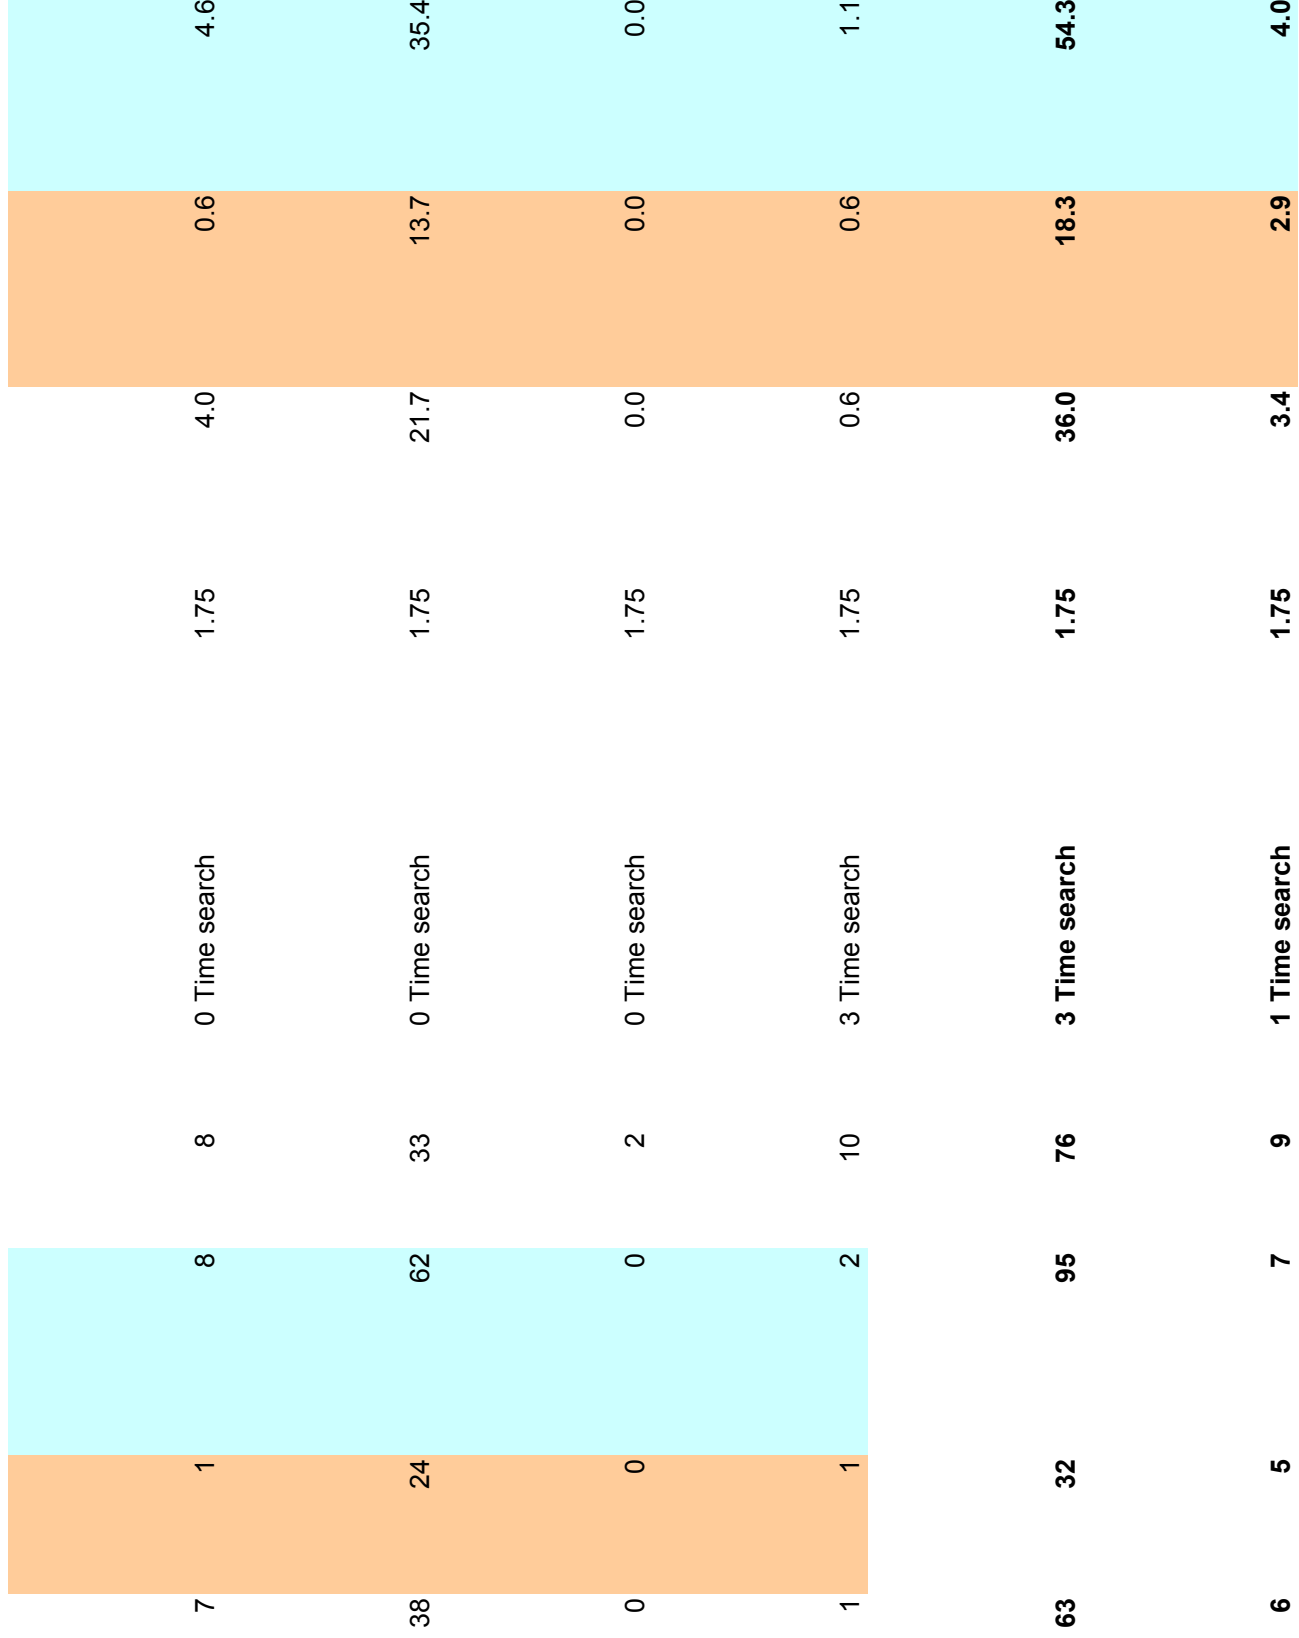 7 1 8 8 0 Time search 1.75 4.0 0.6 4.6
38 24 62 33 0 Time search 1.75 21.7 13.7 35.4
0 0 0 2 0 Time search 1.75 0.0 0.0 0.0
1 1 2 10 3 Time search 1.75 0.6 0.6 1.1
63 32 95 76 3 Time search 1.75 36.0 18.3 54.3
6 5 7 9 1 Time search 1.75 3.4 2.9 4.0